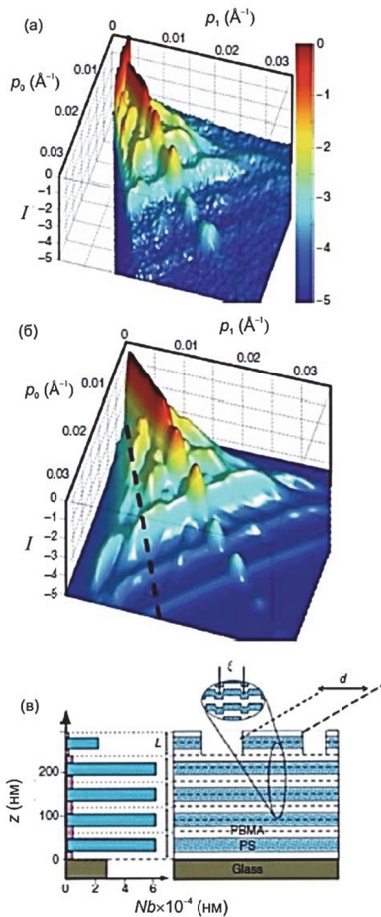 (а)
p₁ (Å⁻¹)
0
0.01
0.02
0.03
p₀ (Å⁻¹)
0
0.01
0.02
0.03
0
−1
−2
−3
−4
−5
I
0
−1
−2
−3
−4
−5
(б)
p₁ (Å⁻¹)
0
0.01
0.02
0.03
p₀ (Å⁻¹)
0.01
0.02
0.03
0
−1
−2
−3
−4
−5
I
(в)
ξ
d
L
z (нм)
200
100
0
PBMA
PS
Glass
0 2 4 6
Nb×10⁻⁴ (нм)